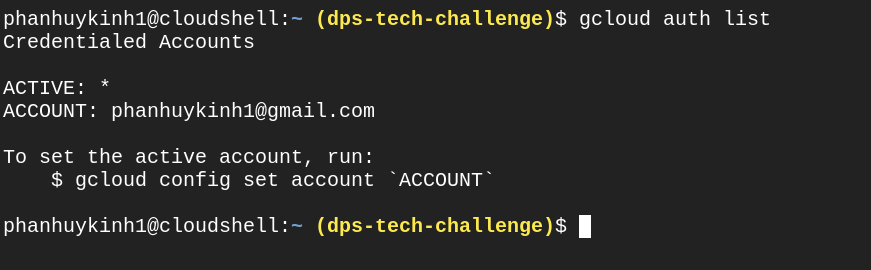 phanhuykinh1@cloudshell:~ (dps-tech-challenge)$ gcloud auth list
Credentialed Accounts
ACTIVE: *
ACCOUNT: phanhuykinh1@gmail.com
To set the active account, run:
    $ gcloud config set account `ACCOUNT`
phanhuykinh1@cloudshell:~ (dps-tech-challenge)$